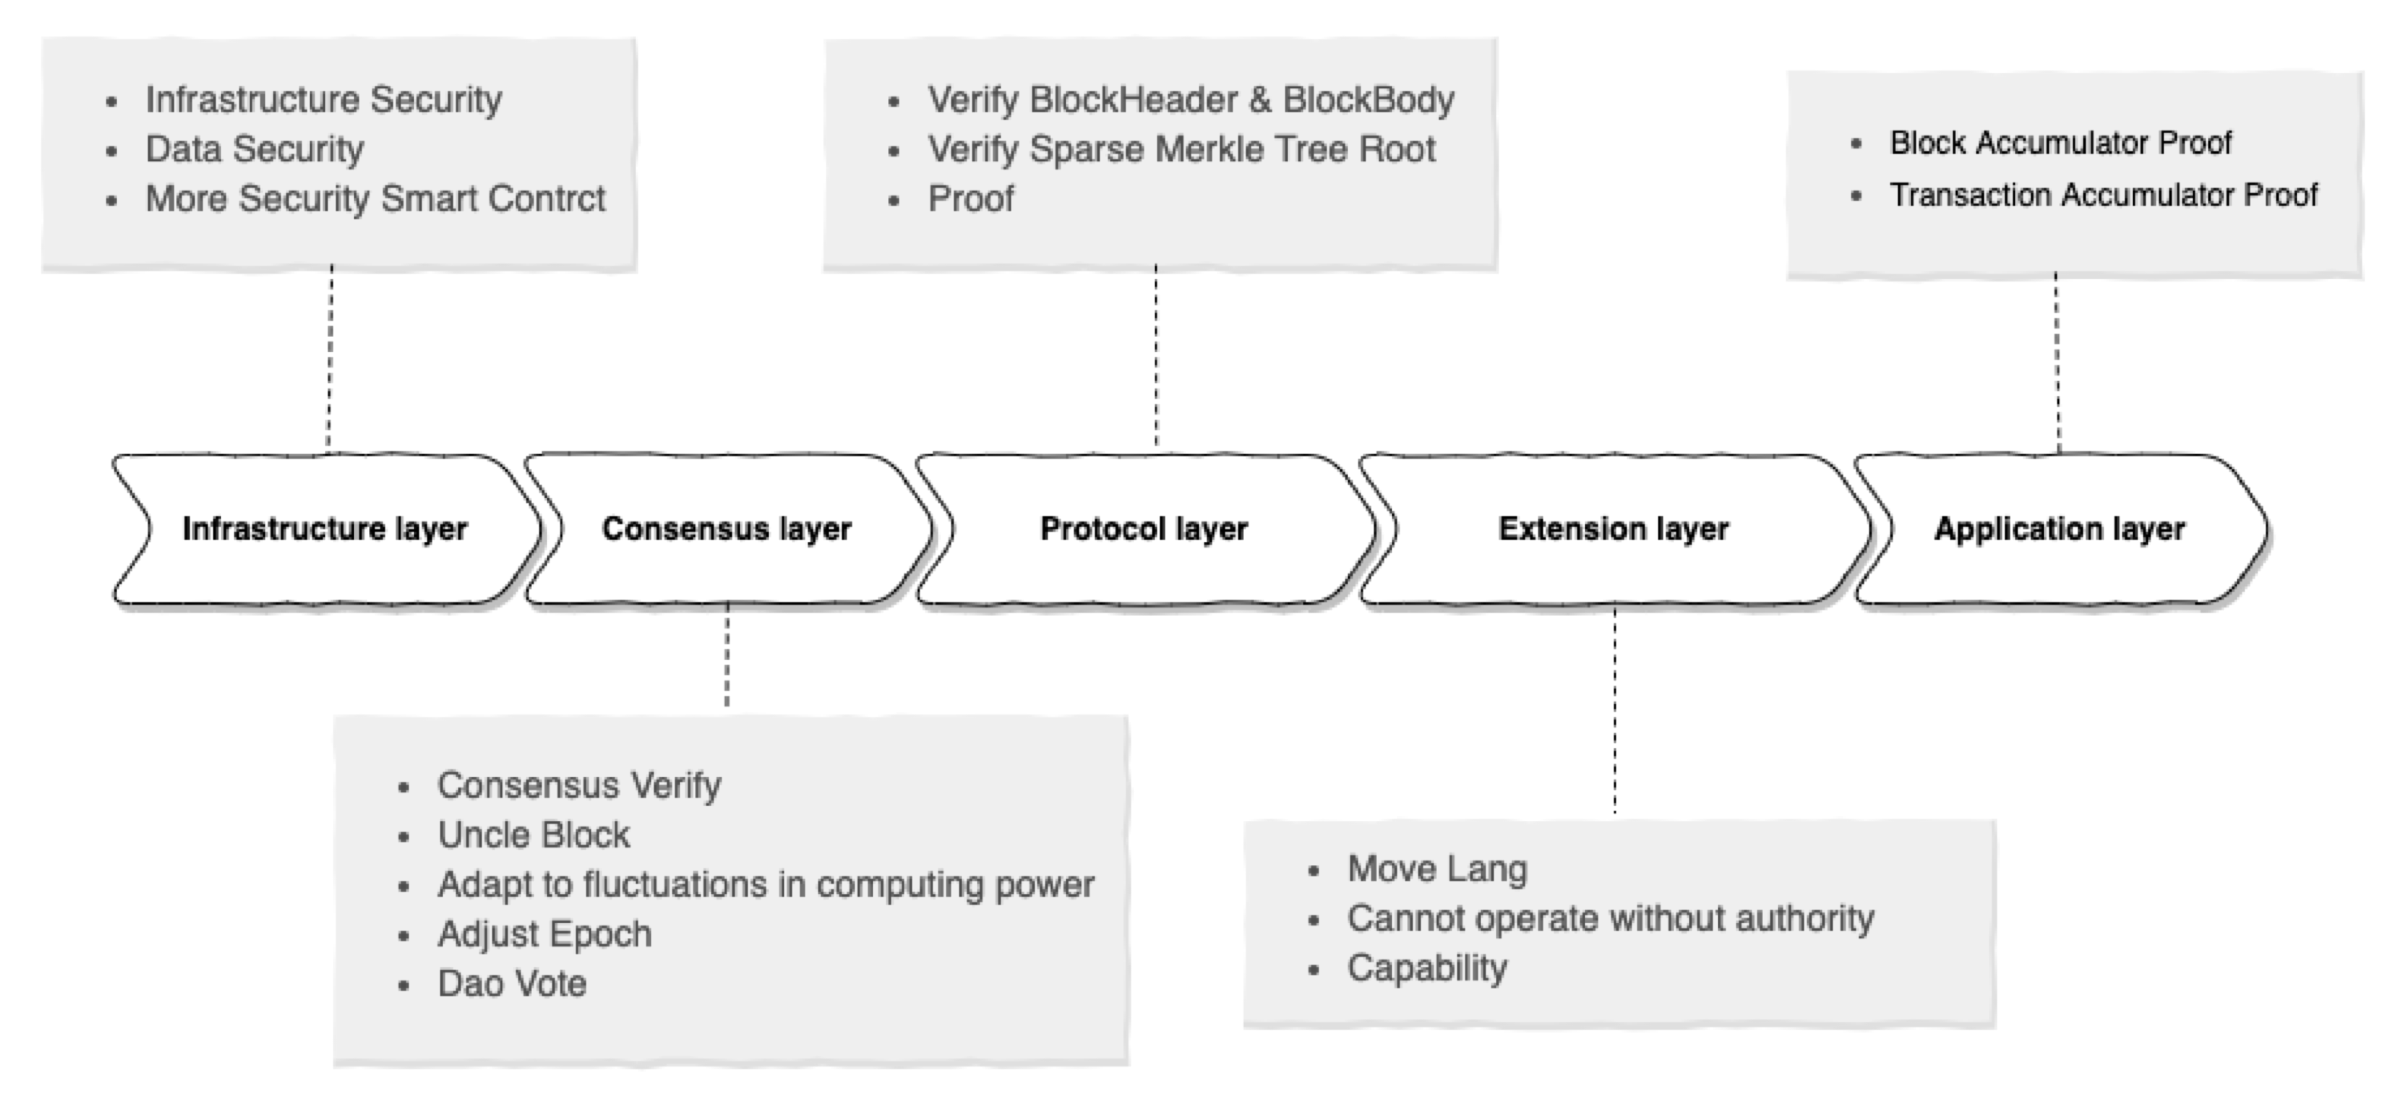 • Infrastructure Security
• Data Security
• More Security Smart Contrct
• Verify BlockHeader & BlockBody
• Verify Sparse Merkle Tree Root
• Proof
• Block Accumulator Proof
• Transaction Accumulator Proof
Infrastructure layer
Consensus layer
Protocol layer
Extension layer
Application layer
• Consensus Verify
• Uncle Block
• Adapt to fluctuations in computing power
• Adjust Epoch
• Dao Vote
• Move Lang
• Cannot operate without authority
• Capability